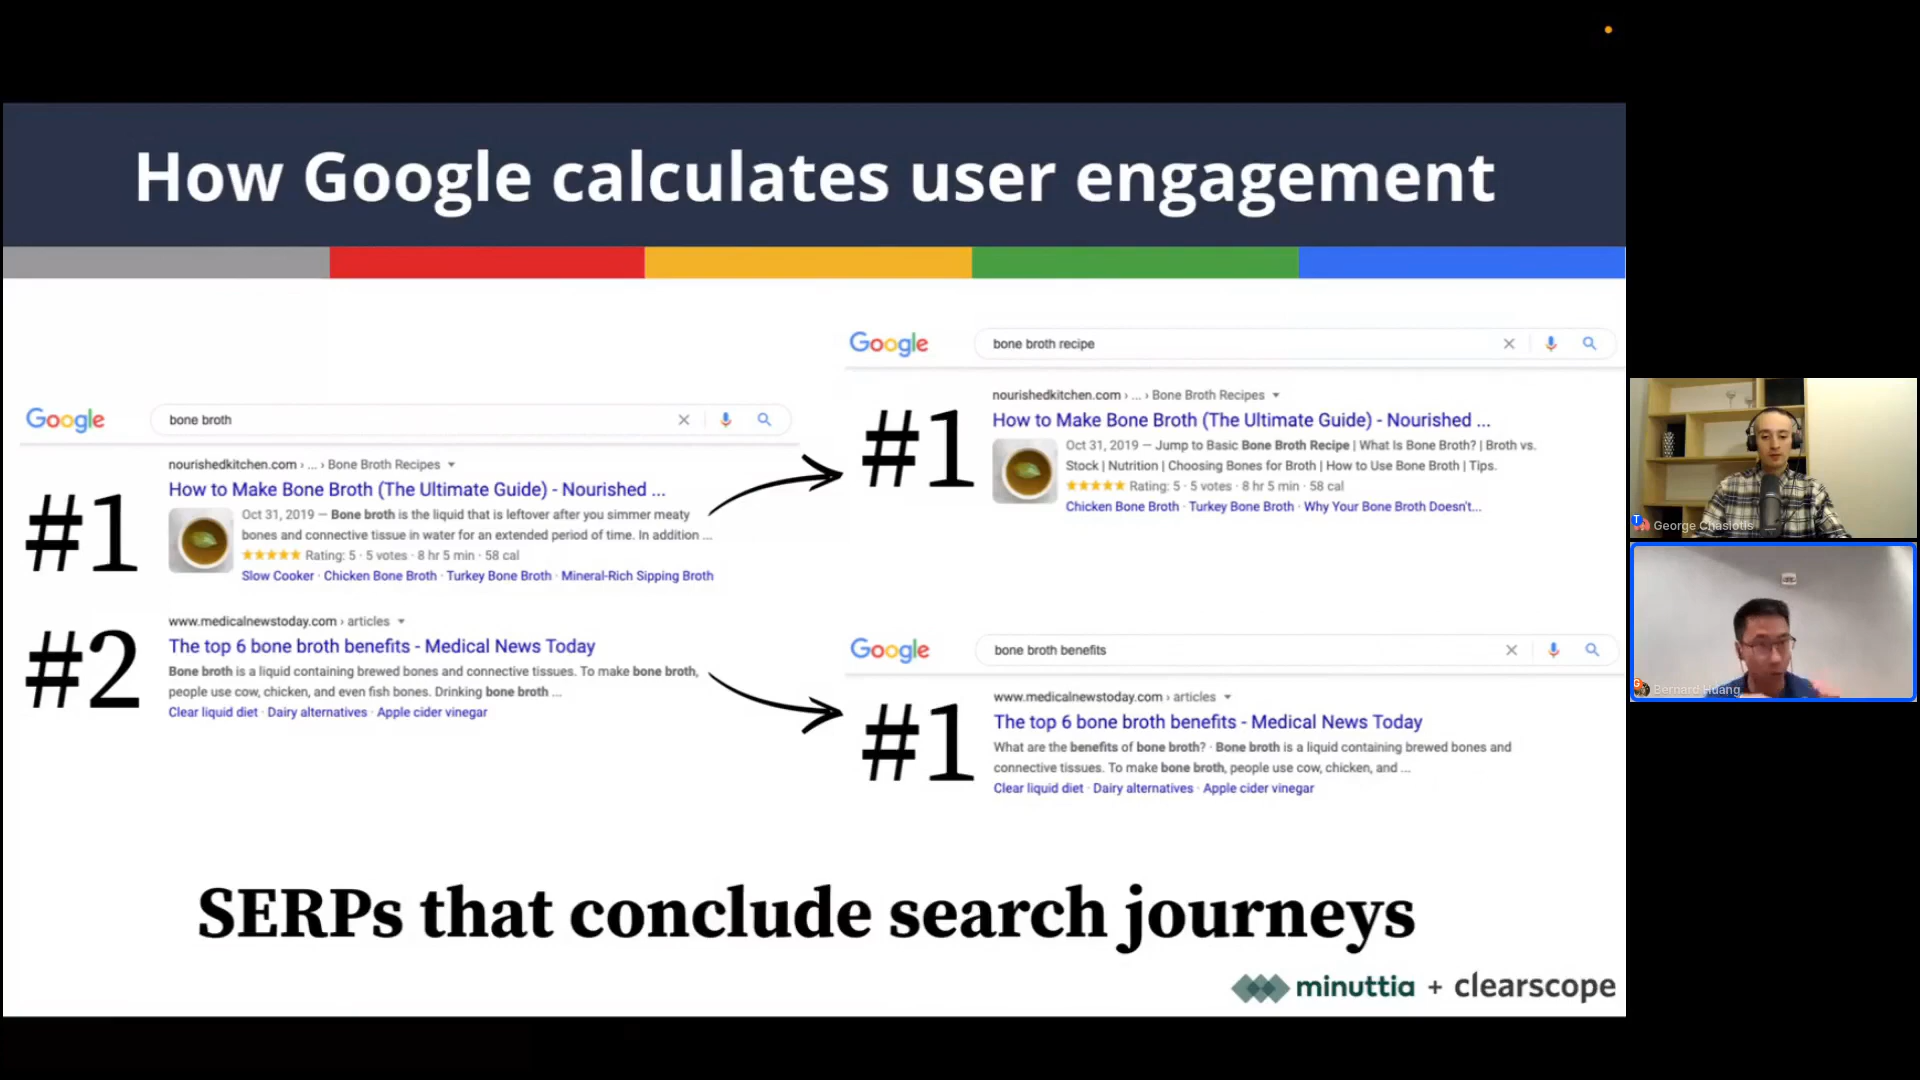 How Google calculates user engagement
Google
bone broth
#1
nourishedkitchen.com › ... › Bone Broth Recipes
How to Make Bone Broth (The Ultimate Guide) - Nourished ...
Oct 31, 2019 — Bone broth is the liquid that is leftover after you simmer meaty
bones and connective tissue in water for an extended period of time. In addition ...
Rating: 5 · 5 votes · 8 hr 5 min · 58 cal
Slow Cooker · Chicken Bone Broth · Turkey Bone Broth · Mineral-Rich Sipping Broth
#2
www.medicalnewstoday.com › articles
The top 6 bone broth benefits - Medical News Today
Bone broth is a liquid containing brewed bones and connective tissues. To make bone broth,
people use cow, chicken, and even fish bones. Drinking bone broth ...
Clear liquid diet · Dairy alternatives · Apple cider vinegar
Google
bone broth recipe
#1
nourishedkitchen.com › ... › Bone Broth Recipes
How to Make Bone Broth (The Ultimate Guide) - Nourished ...
Oct 31, 2019 — Jump to Basic Bone Broth Recipe | What Is Bone Broth? | Broth vs.
Stock | Nutrition | Choosing Bones for Broth | How to Use Bone Broth | Tips.
Rating: 5 · 5 votes · 8 hr 5 min · 58 cal
Chicken Bone Broth · Turkey Bone Broth · Why Your Bone Broth Doesn't...
Google
bone broth benefits
#1
www.medicalnewstoday.com › articles
The top 6 bone broth benefits - Medical News Today
What are the benefits of bone broth? · Bone broth is a liquid containing brewed bones and
connective tissues. To make bone broth, people use cow, chicken, and ...
Clear liquid diet · Dairy alternatives · Apple cider vinegar
SERPs that conclude search journeys
minuttia + clearscope
George Chasiotis
Bernard Huang